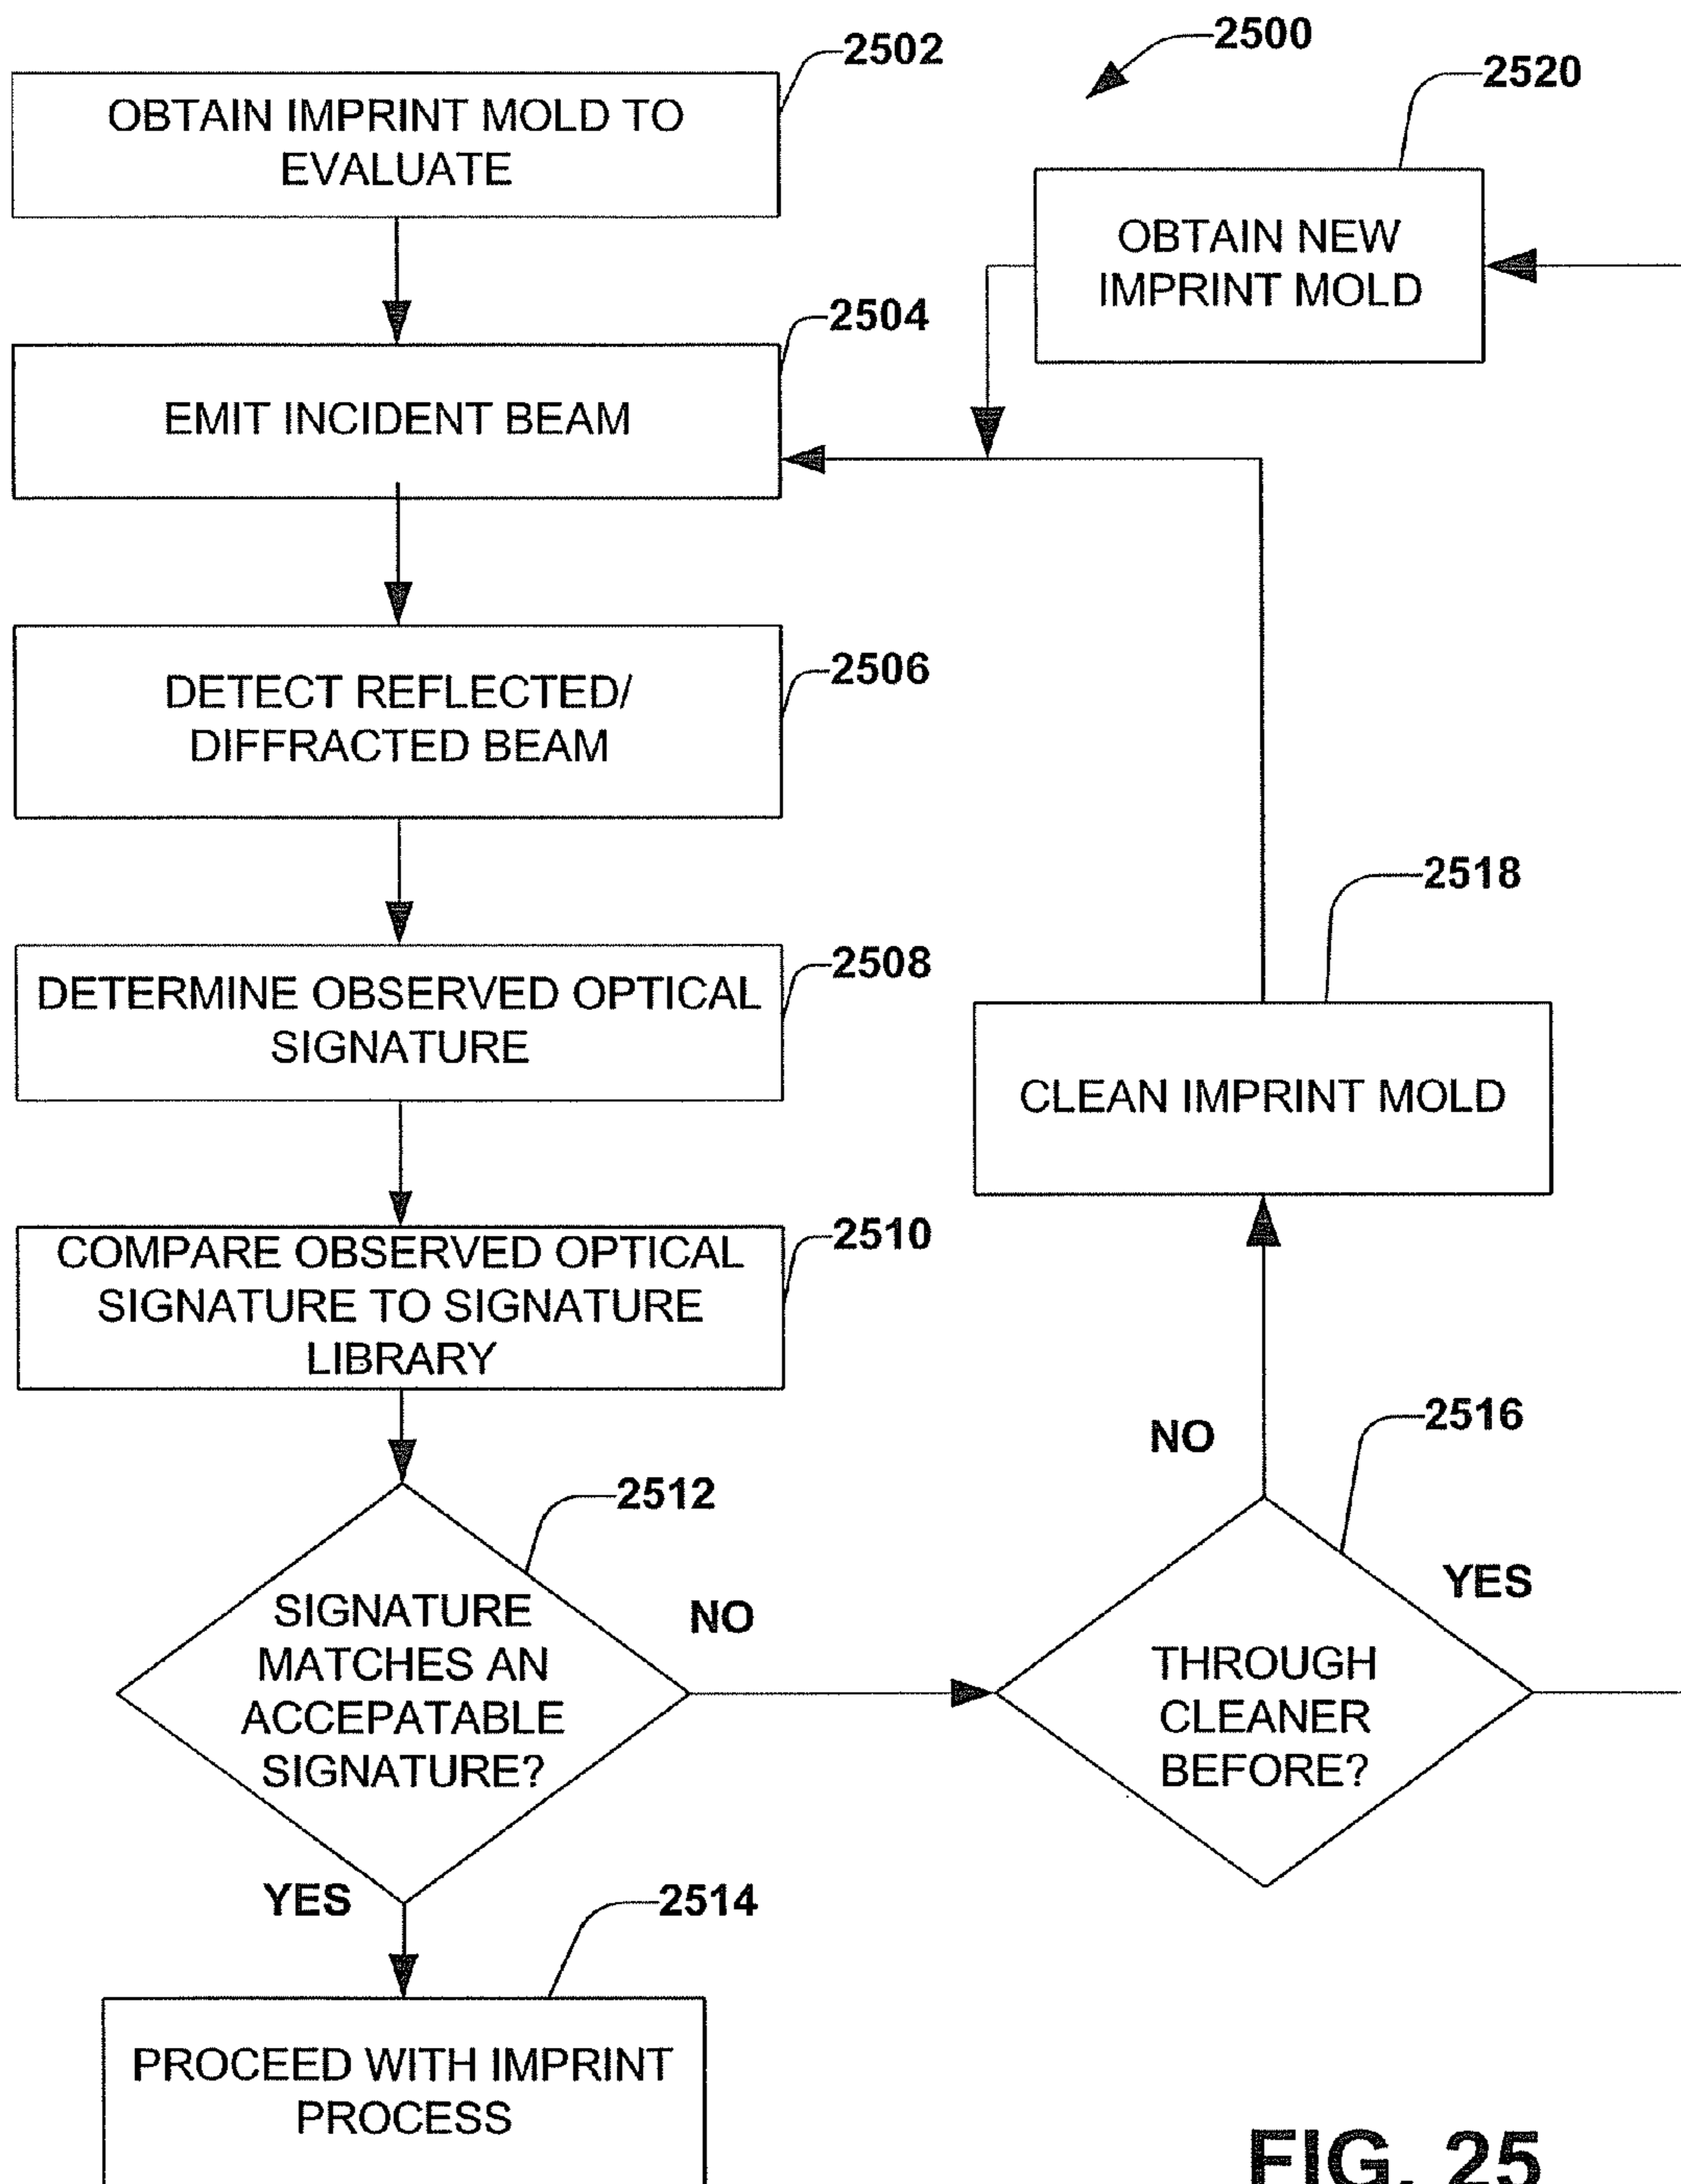 2500
2502
OBTAIN IMPRINT MOLD TO
EVALUATE
2520
OBTAIN NEW
IMPRINT MOLD
2504
EMIT INCIDENT BEAM
2506
DETECT REFLECTED/
DIFFRACTED BEAM
2508
DETERMINE OBSERVED OPTICAL
SIGNATURE
2518
CLEAN IMPRINT MOLD
2510
COMPARE OBSERVED OPTICAL
SIGNATURE TO SIGNATURE
LIBRARY
2512
SIGNATURE
MATCHES AN
ACCEPATABLE
SIGNATURE?
NO
YES
2516
NO
YES
THROUGH
CLEANER
BEFORE?
2514
PROCEED WITH IMPRINT
PROCESS
FIG. 25